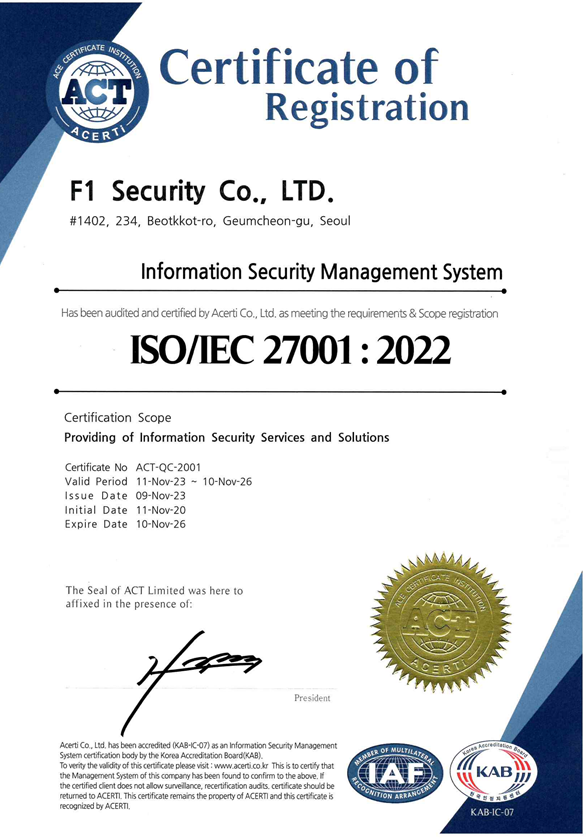 ACE CERTIFICATE INSTITUTION
ACT
ACERTi
Certificate of
Registration
F1 Security Co., LTD.
#1402, 234, Beotkkot-ro, Geumcheon-gu, Seoul
Information Security Management System
Has been audited and certified by Acerti Co., Ltd. as meeting the requirements & Scope registration
ISO/IEC 27001 : 2022
Certification Scope
Providing of Information Security Services and Solutions
Certificate No ACT-QC-2001
Valid Period 11-Nov-23 ~ 10-Nov-26
Issue Date 09-Nov-23
Initial Date 11-Nov-20
Expire Date 10-Nov-26
The Seal of ACT Limited was here to
affixed in the presence of:
ACE CERTIFICATE INSTITUTION
ACT
ACERTi
President
Acerti Co., Ltd. has been accredited (KAB-IC-07) as an Information Security Management
System certification body by the Korea Accreditation Board(KAB).
To verify the validity of this certificate please visit : www.acerti.co.kr This is to certify that
the Management System of this company has been found to confirm to the above. If
the certified client does not allow surveillance, recertification audits, certificate should be
returned to ACERTI. This certificate remains the property of ACERTI and this certificate is
recognized by ACERTI.
MEMBER OF MULTILATERAL
IAF
RECOGNITION ARRANGEMENT
Korea Accreditation Board
KAB
한국인정지원센터
KAB-IC-07